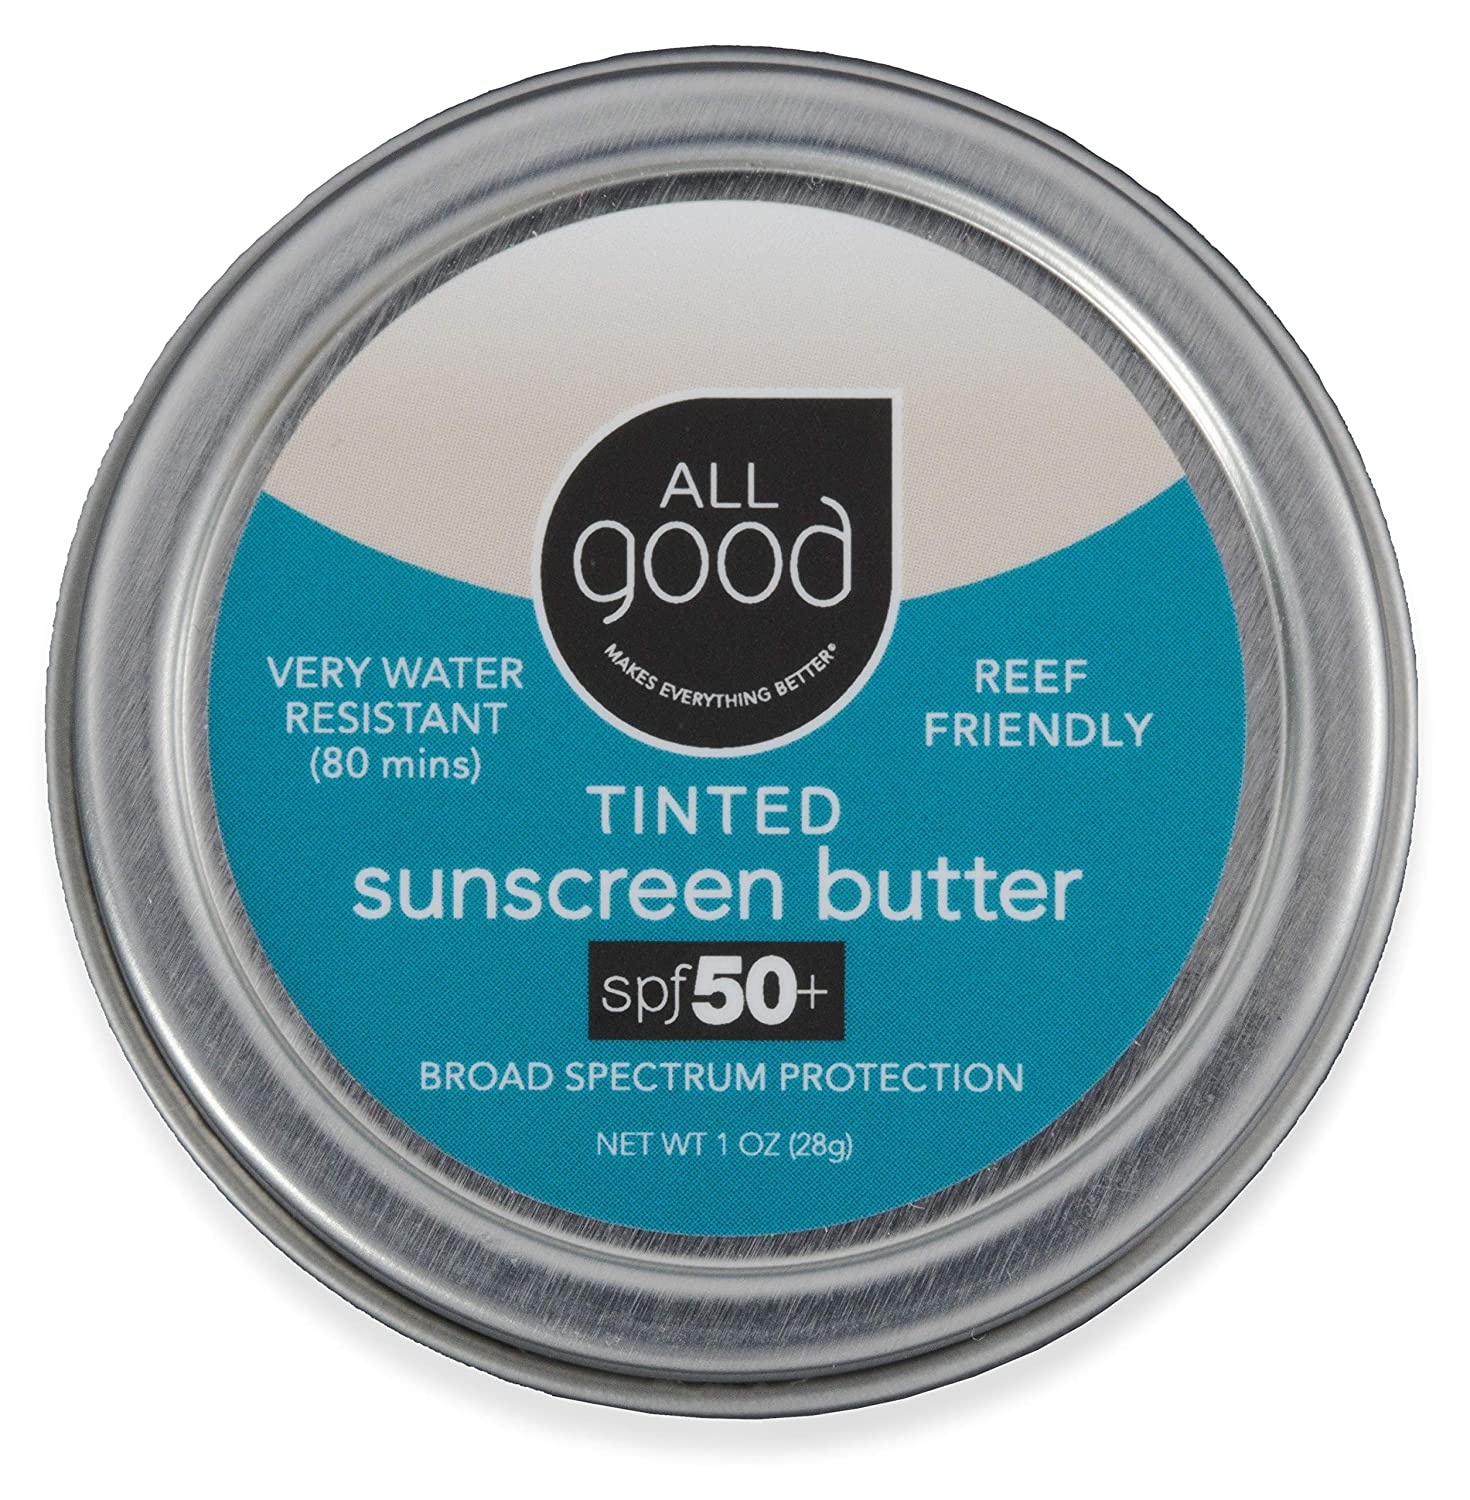 ALL
good
MAKES EVERYTHING BETTER®
VERY WATER
RESISTANT
(80 mins)
REEF
FRIENDLY
TINTED
sunscreen butter
spf50+
BROAD SPECTRUM PROTECTION
NET WT 1 OZ (28g)